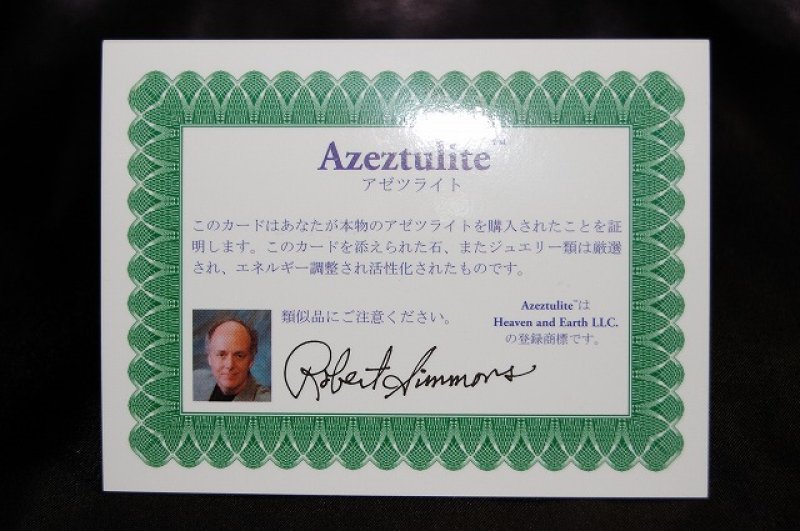 Azeztulite™
アゼツライト
このカードはあなたが本物のアゼツライトを購入されたことを証
明します。このカードを添えられた石、またジュエリー類は厳選
され、エネルギー調整され活性化されたものです。
類似品にご注意ください。
Azeztulite™は
Heaven and Earth LLC.
の登録商標です。
Robert Simmons